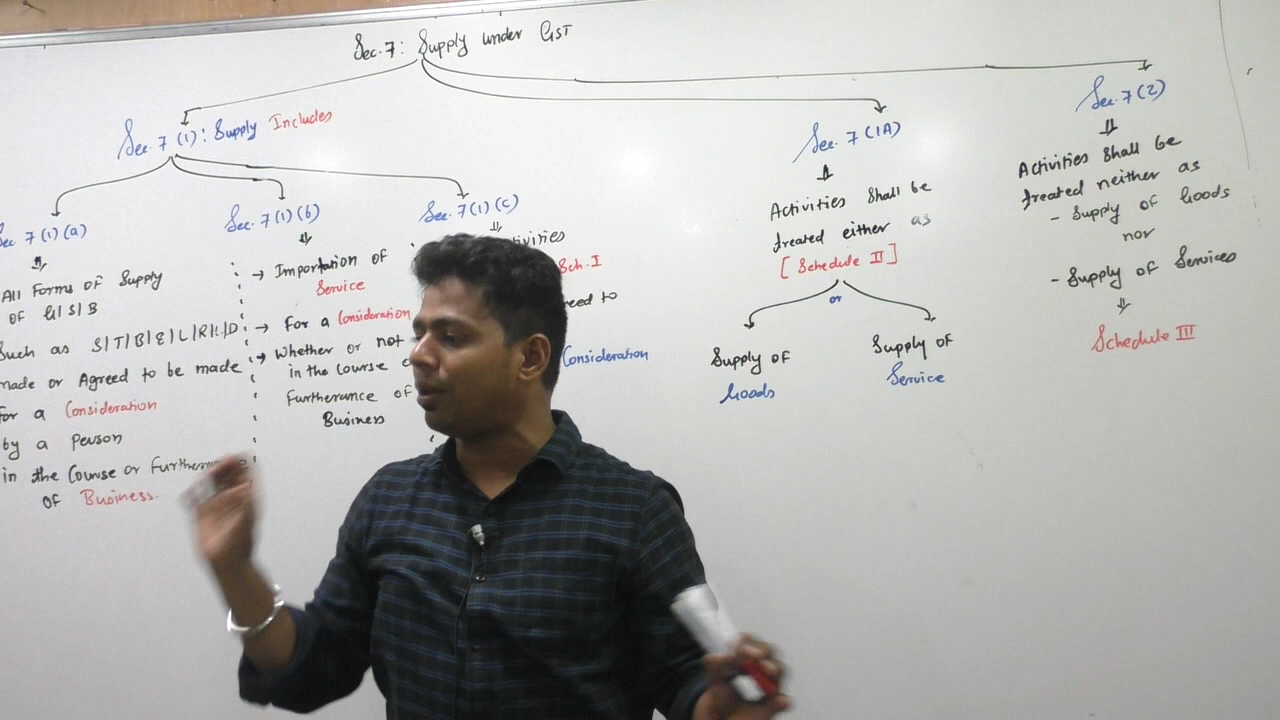 Sec. 7 : Supply under GST
Sec. 7 (1) : Supply Includes
Sec 7(1)(a)
All Forms of Supply
of G/S/B
Such as S/T/B/E/L/R/L/D
made or Agreed to be made
for a Consideration
by a Person
in the Course or Furtherance
of Business.
Sec. 7(1)(b)
→ Importation of
Service
→ For a Consideration
→ Whether or not
in the Course
Furtherance of
Business
Sec. 7(1)(c)
Sch. I
to
Consideration
Sec. 7 (1A)
Activities Shall be
treated either as
[ Schedule II ]
or
Supply of
Goods
Supply of
Service
Sec. 7(2)
Activities Shall be
treated neither as
- Supply of Goods
nor
- Supply of Services
Schedule III